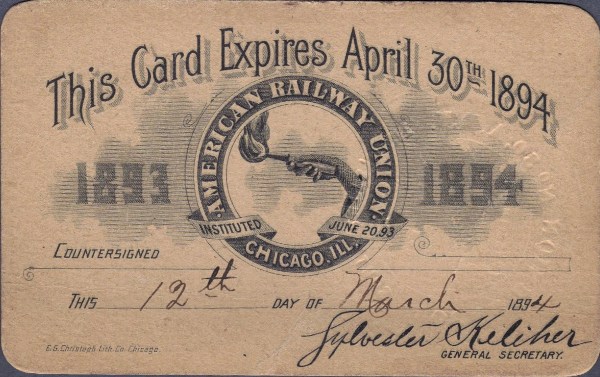 This Card Expires April 30TH 1894
AMERICAN RAILWAY UNION.
1893 1894
INSTITUTED JUNE 20,93
CHICAGO, ILL.
COUNTERSIGNED
THIS 12th DAY OF March 1894
Sylvester Keliher
GENERAL SECRETARY.
Lith. Co. Chicago.